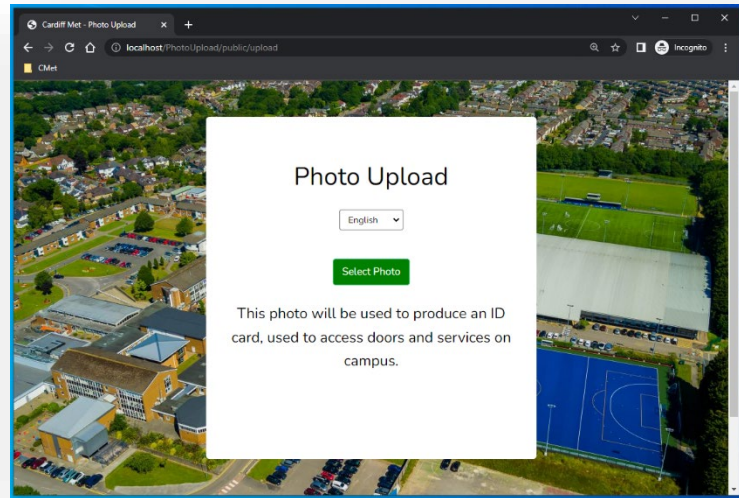 Cardiff Met - Photo Upload
localhost/PhotoUpload/public/upload
Incognito
CMet
Photo Upload
English
Select Photo
This photo will be used to produce an ID
card, used to access doors and services on
campus.